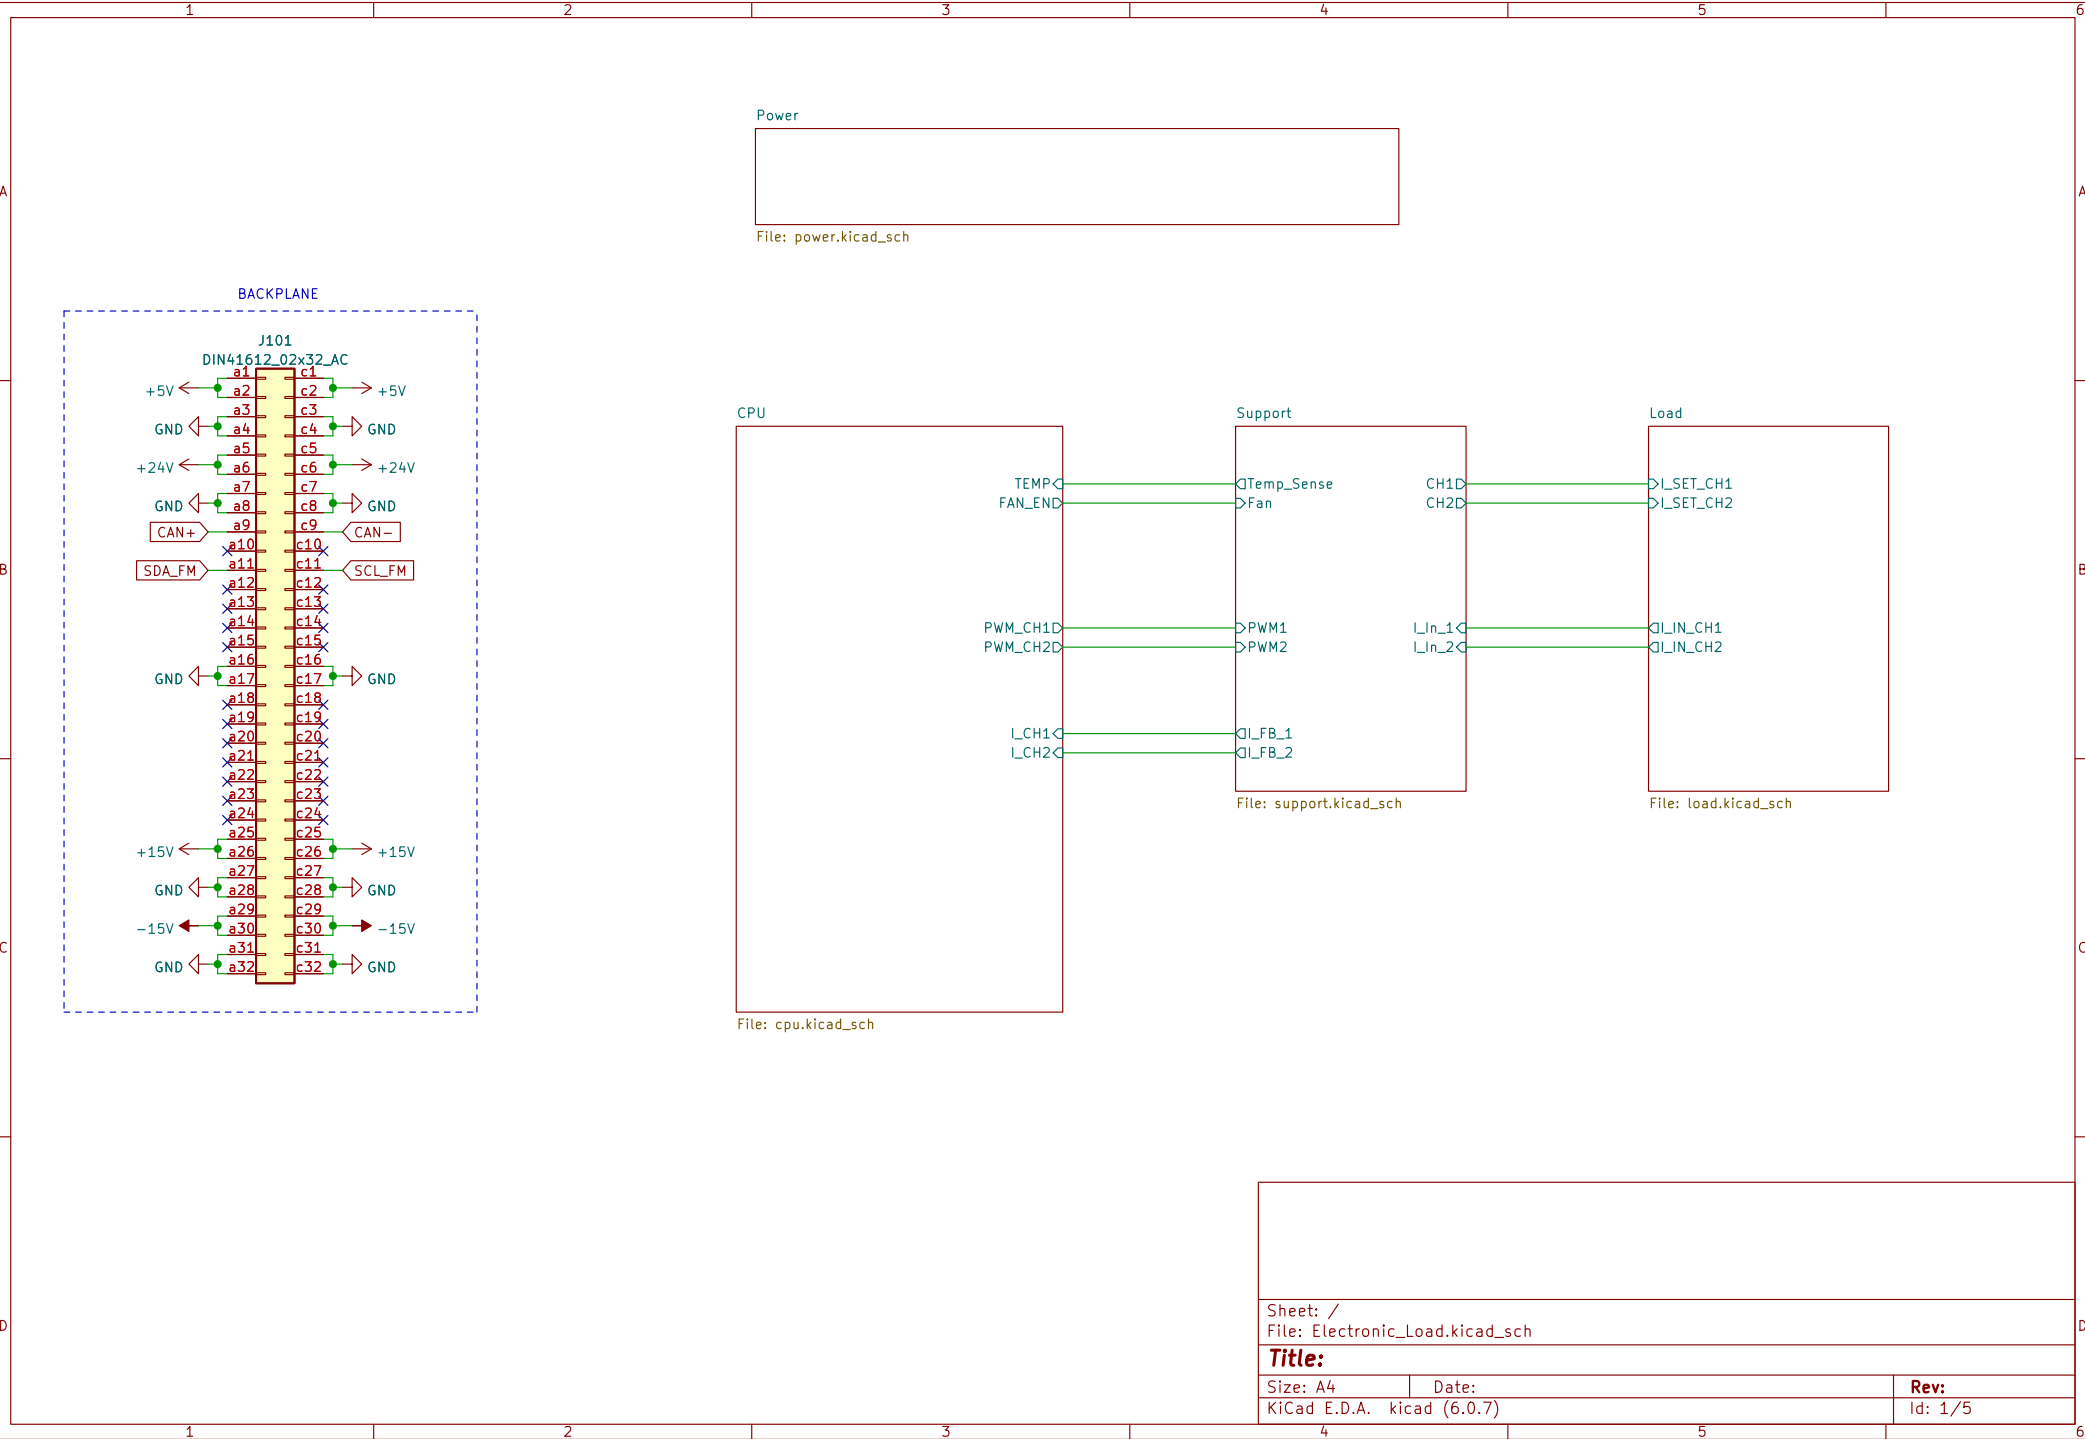 1 2 3 4 5 6
A A
B B
C C
D D
Power
File: power.kicad_sch
BACKPLANE
J101
DIN41612_02x32_AC
a1 c1
+5V +5V
a2 c2
a3 c3
GND GND
a4 c4
a5 c5
+24V +24V
a6 c6
a7 c7
GND GND
a8 c8
CAN+ a9 c9 CAN-
a10 c10
SDA_FM a11 c11 SCL_FM
a12 c12
a13 c13
a14 c14
a15 c15
a16 c16
GND GND
a17 c17
a18 c18
a19 c19
a20 c20
a21 c21
a22 c22
a23 c23
a24 c24
a25 c25
+15V +15V
a26 c26
a27 c27
GND GND
a28 c28
a29 c29
-15V -15V
a30 c30
a31 c31
GND GND
a32 c32
CPU
TEMP
FAN_EN
PWM_CH1
PWM_CH2
I_CH1
I_CH2
File: cpu.kicad_sch
Support
Temp_Sense CH1
Fan CH2
PWM1 I_In_1
PWM2 I_In_2
I_FB_1
I_FB_2
File: support.kicad_sch
Load
I_SET_CH1
I_SET_CH2
I_IN_CH1
I_IN_CH2
File: load.kicad_sch
Sheet: /
File: Electronic_Load.kicad_sch
Title:
Size: A4 Date: Rev:
KiCad E.D.A. kicad (6.0.7) Id: 1/5
1 2 3 4 5 6